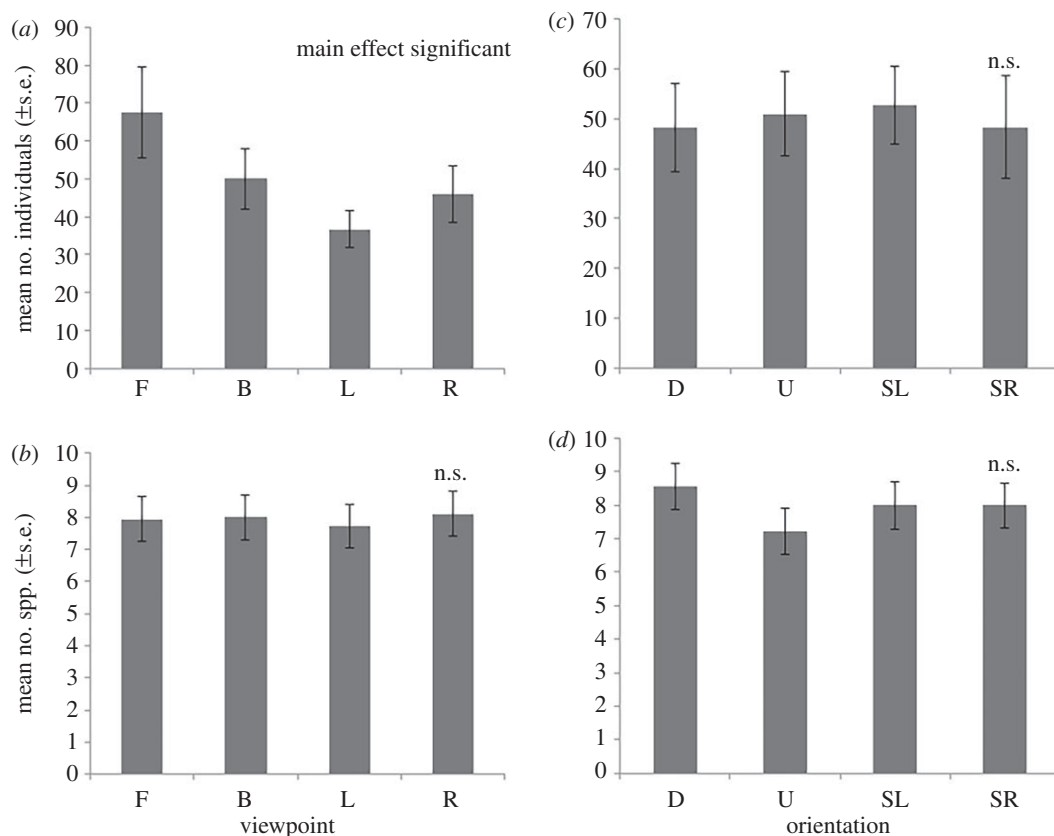 (a)
main effect significant
mean no. individuals (±s.e.)
90
80
70
60
50
40
30
20
10
0
F B L R
(c)
n.s.
70
60
50
40
30
20
10
0
D U SL SR
(b)
n.s.
mean no. spp. (±s.e.)
10
9
8
7
6
5
4
3
2
1
0
F B L R
viewpoint
(d)
n.s.
10
9
8
7
6
5
4
3
2
1
0
D U SL SR
orientation